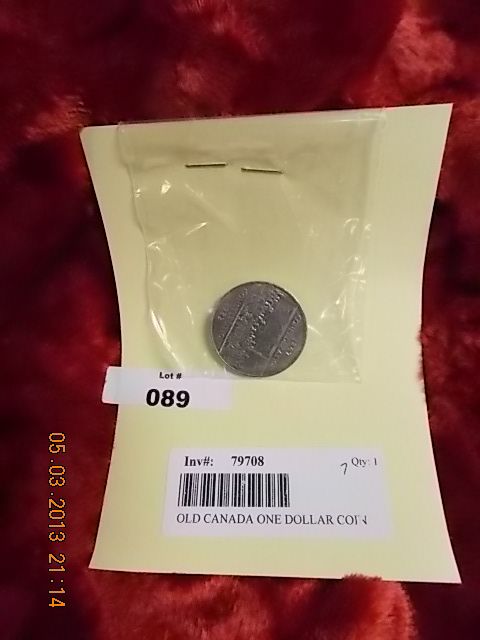 Lot #
089
Inv#: 79708
7 Qty: 1
OLD CANADA ONE DOLLAR COIN
05.03.2013 21:14